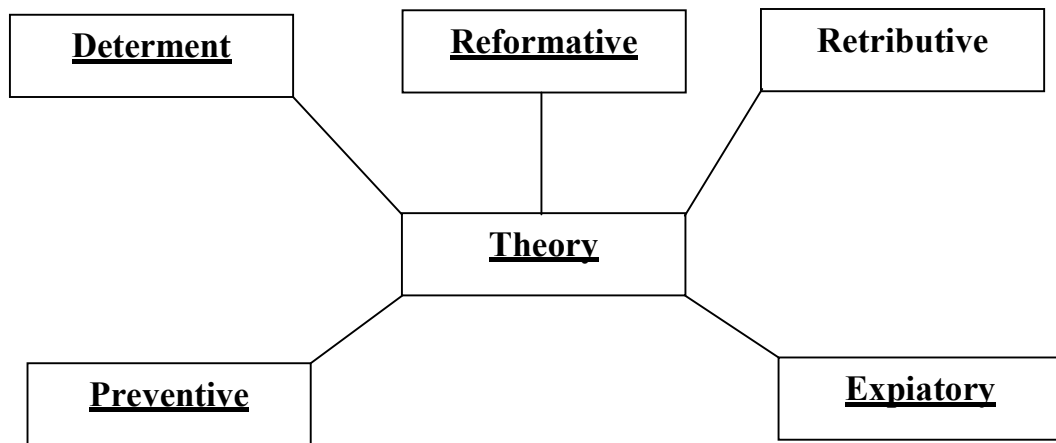 Determent
Reformative
Retributive
Theory
Preventive
Expiatory